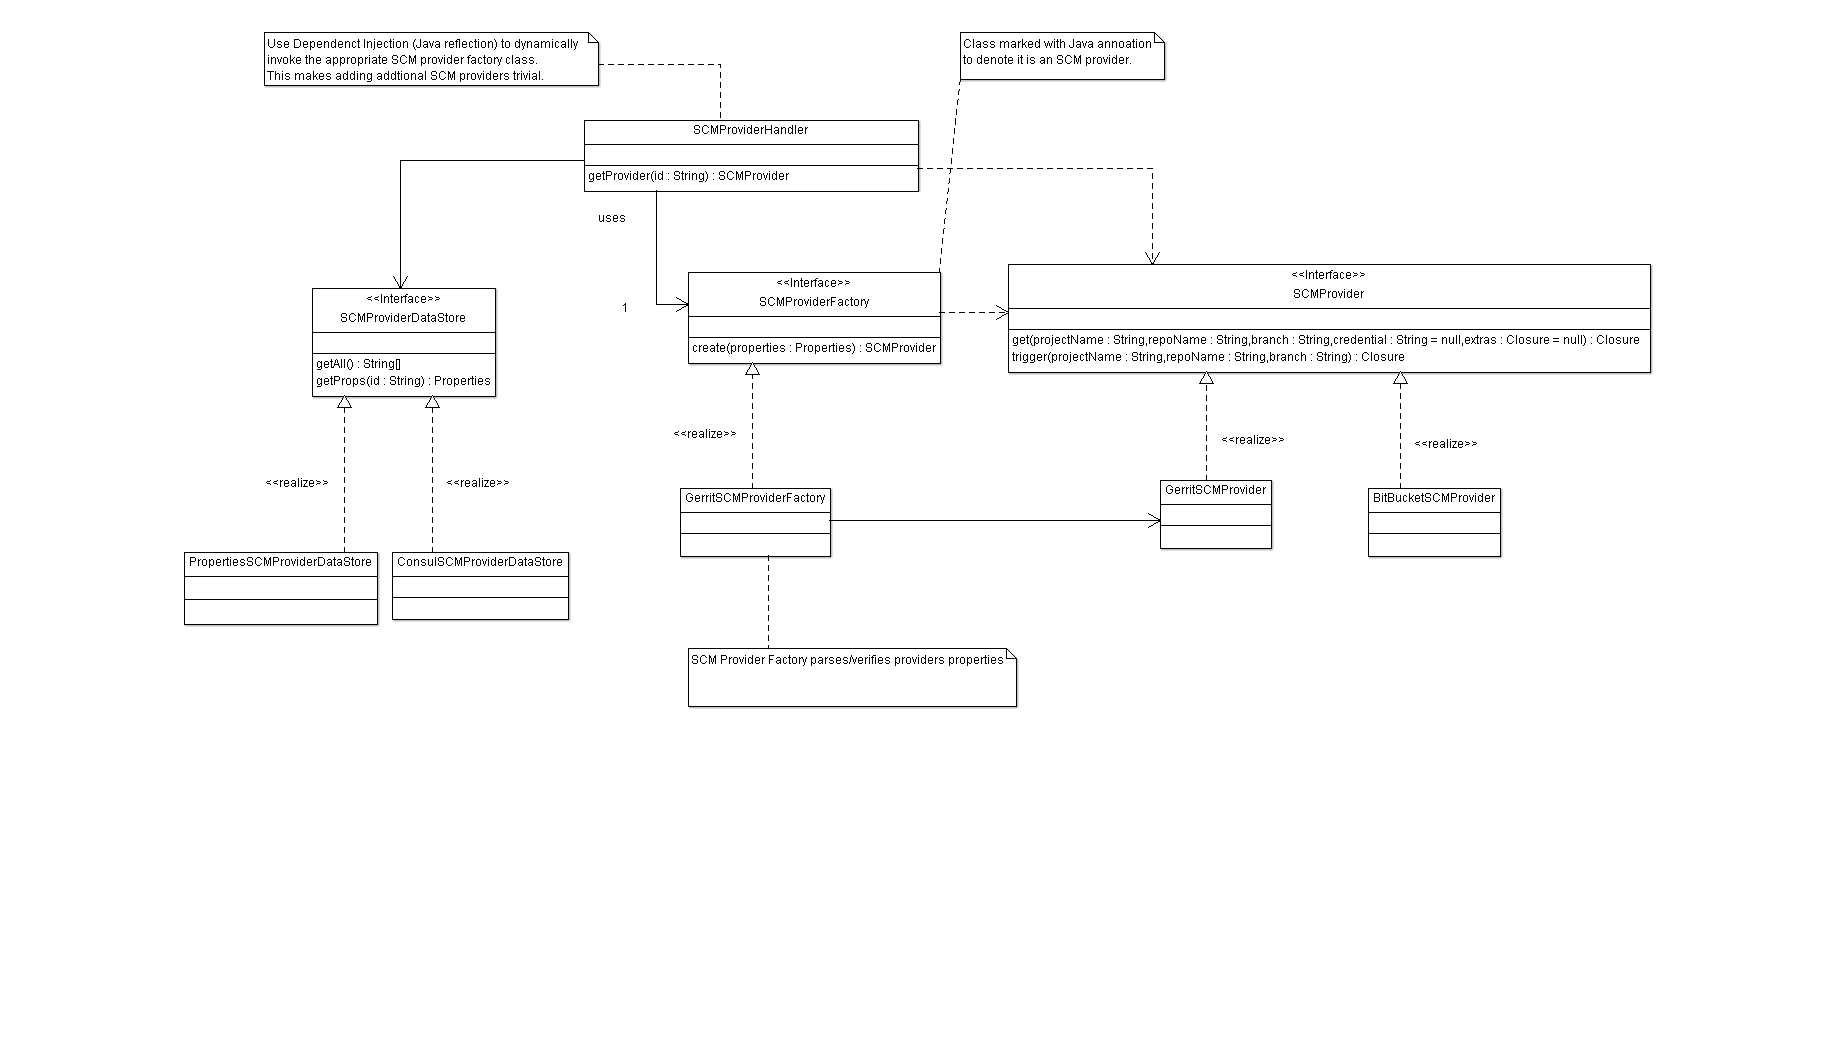 Use Dependenct Injection (Java reflection) to dynamically
invoke the appropriate SCM provider factory class.
This makes adding addtional SCM providers trivial.
Class marked with Java annoation
to denote it is an SCM provider.
SCMProviderHandler
getProvider(id : String) : SCMProvider
uses
1
<<Interface>>
SCMProviderDataStore
getAll() : String[]
getProps(id : String) : Properties
<<Interface>>
SCMProviderFactory
create(properties : Properties) : SCMProvider
<<Interface>>
SCMProvider
get(projectName : String,repoName : String,branch : String,credential : String = null,extras : Closure = null) : Closure
trigger(projectName : String,repoName : String,branch : String) : Closure
<<realize>>
<<realize>>
<<realize>>
<<realize>>
<<realize>>
PropertiesSCMProviderDataStore
ConsulSCMProviderDataStore
GerritSCMProviderFactory
GerritSCMProvider
BitBucketSCMProvider
SCM Provider Factory parses/verifies providers properties